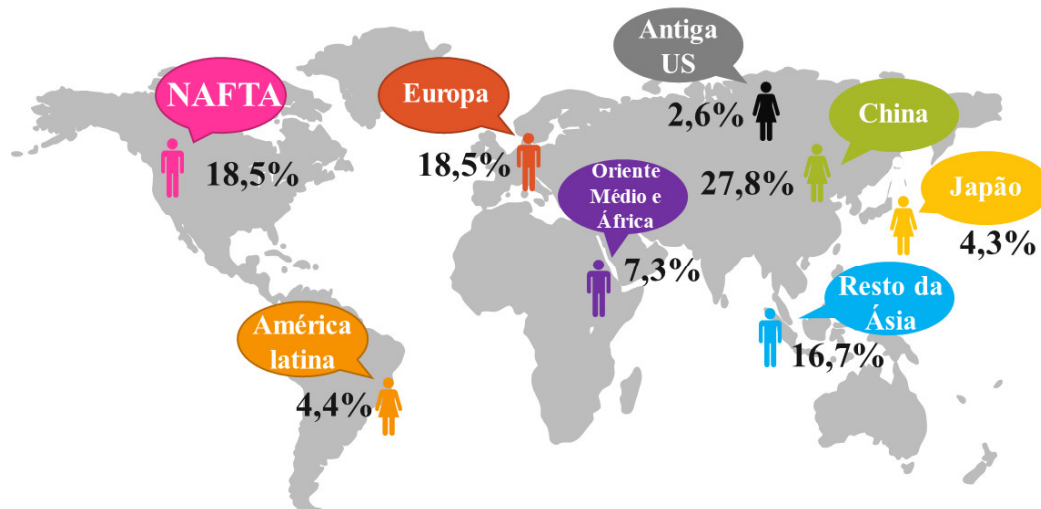 Antiga
US
2,6%
NAFTA
18,5%
Europa
18,5%
China
27,8%
Oriente
Médio e
África
7,3%
Japão
4,3%
Resto da
Ásia
16,7%
América
latina
4,4%